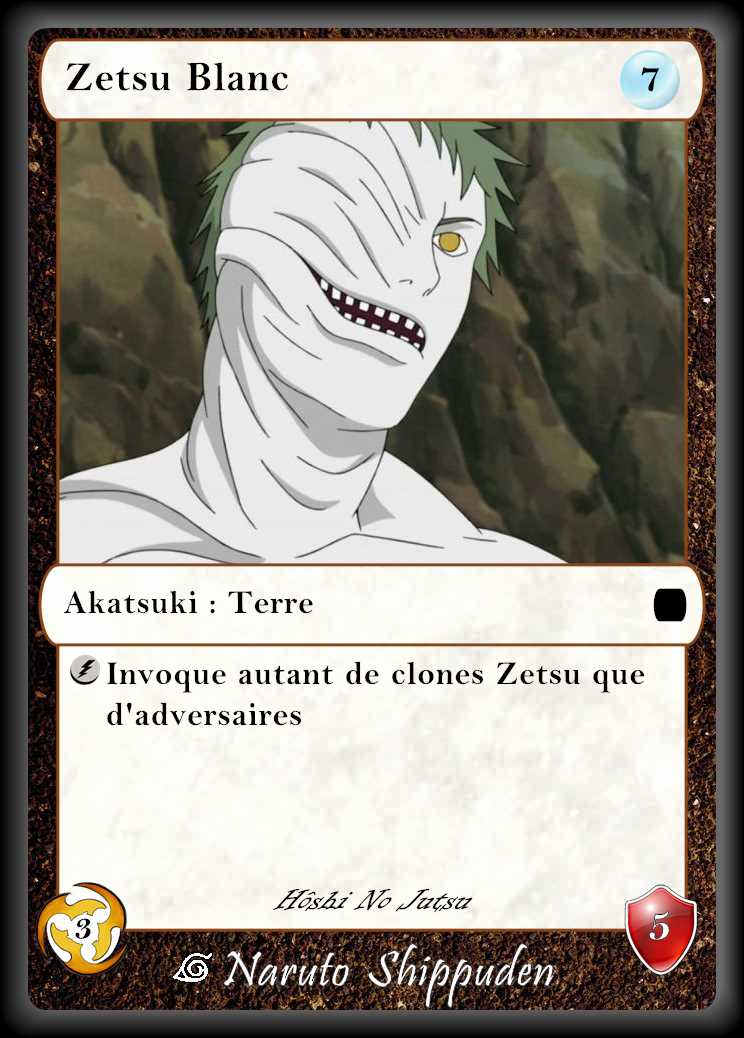 Zetsu Blanc
7
Akatsuki : Terre
Invoque autant de clones Zetsu que
d'adversaires
Hôshi No Jutsu
3
5
Naruto Shippuden